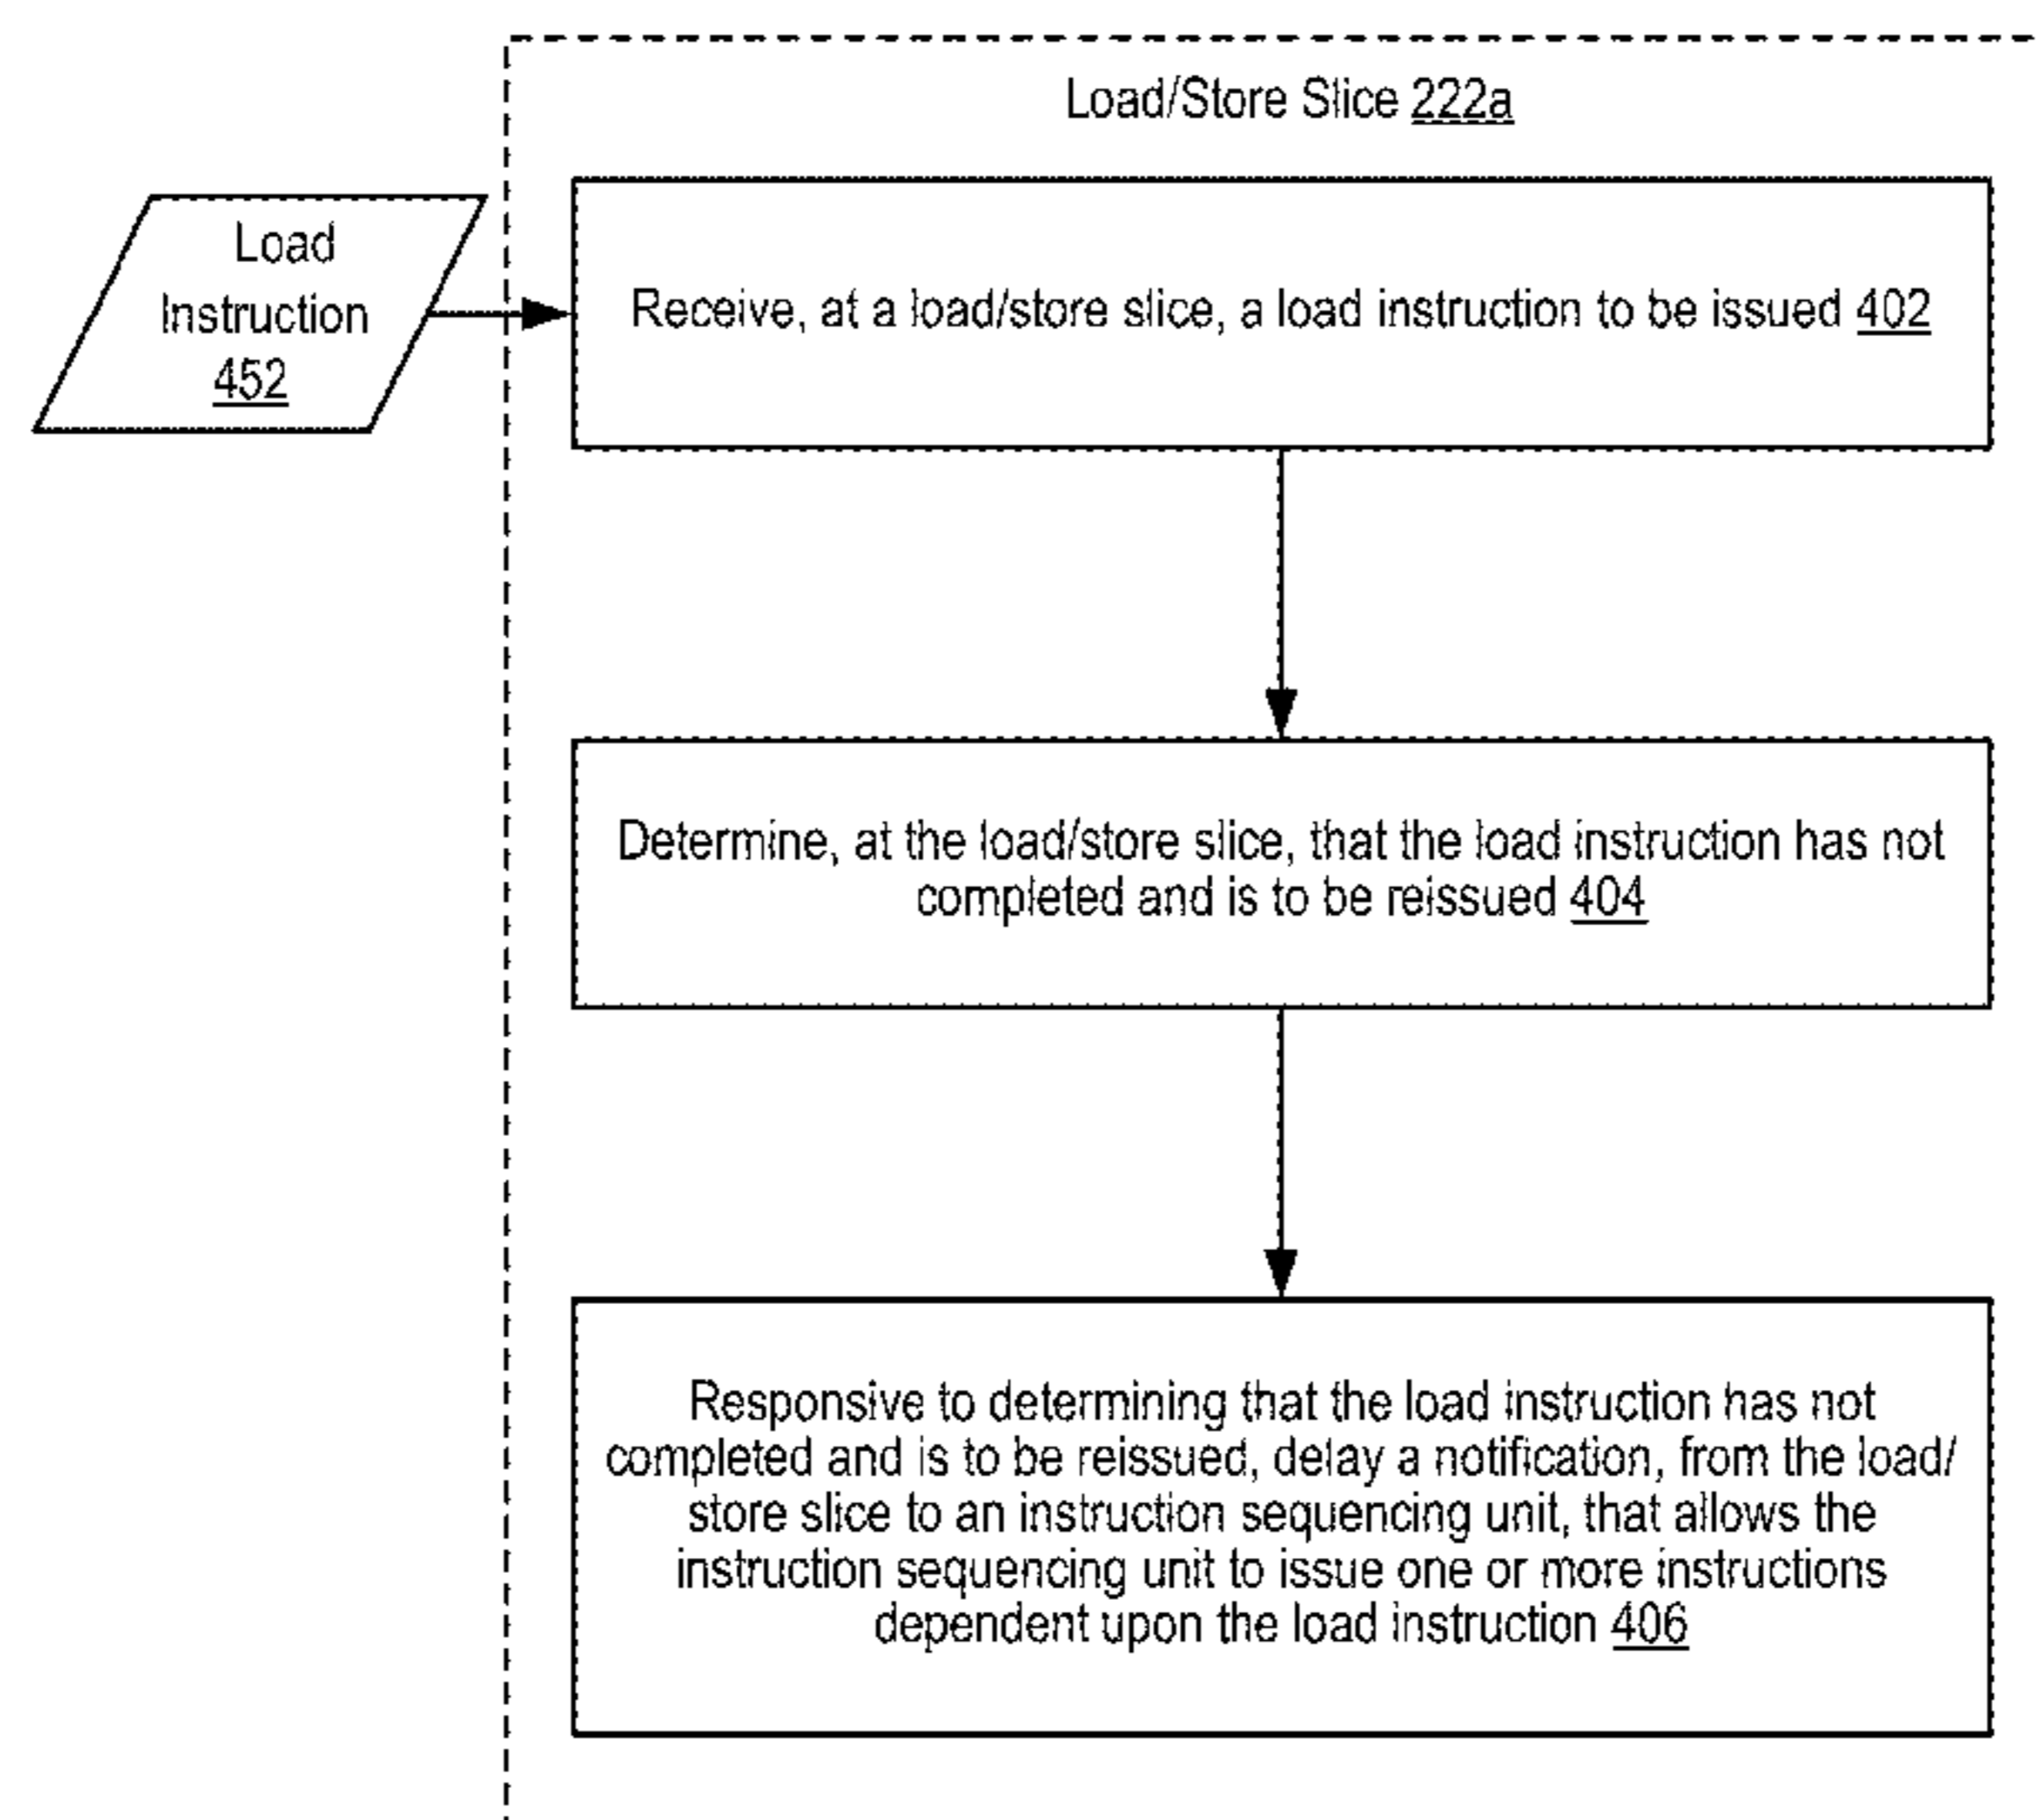 Load/Store Slice 222a
Load
Instruction
452
Receive, at a load/store slice, a load instruction to be issued 402
Determine, at the load/store slice, that the load instruction has not
completed and is to be reissued 404
Responsive to determining that the load instruction has not
completed and is to be reissued, delay a notification, from the load/
store slice to an instruction sequencing unit, that allows the
instruction sequencing unit to issue one or more instructions
dependent upon the load instruction 406